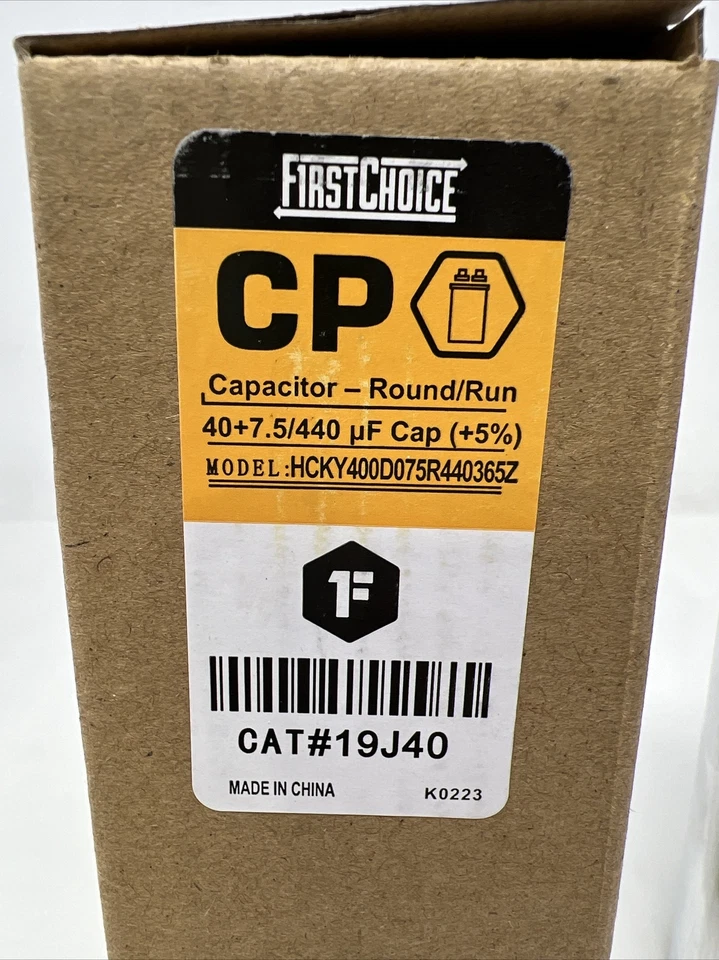 F1RSTCHOICE
CP
Capacitor – Round/Run
40+7.5/440 µF Cap (+5%)
MODEL:HCKY400D075R440365Z
1F
CAT#19J40
MADE IN CHINA K0223